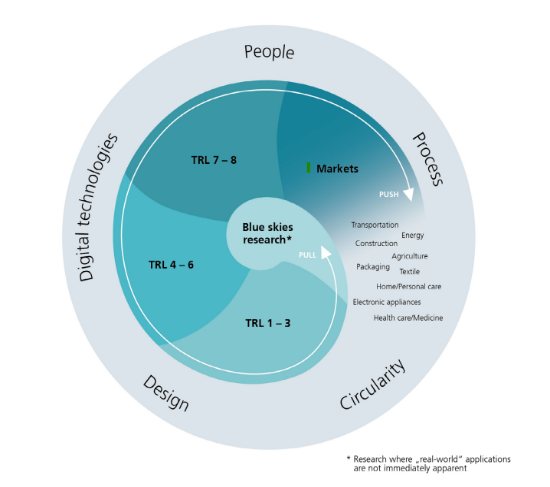 People
Process
Circularity
Design
Digital technologies
TRL 7 – 8
Markets
PUSH
Blue skies
research*
PULL
TRL 4 – 6
TRL 1 – 3
Transportation
Energy
Construction
Agriculture
Packaging
Textile
Home/Personal care
Electronic appliances
Health care/Medicine
* Research where „real-world“ applications
are not immediately apparent